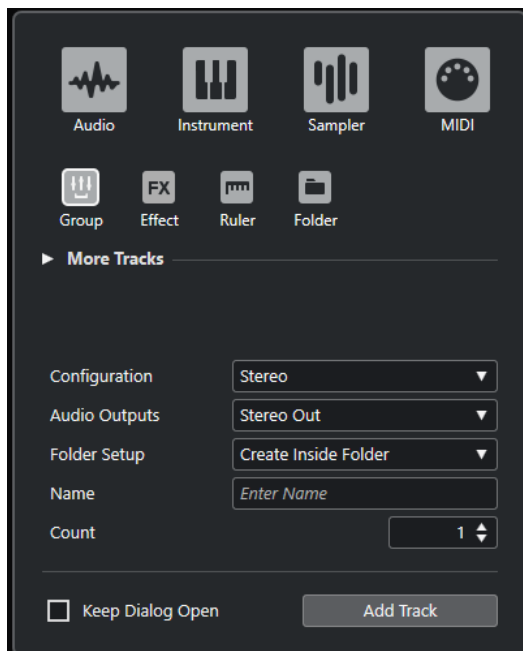 Audio Instrument Sampler MIDI
FX
Group Effect Ruler Folder
More Tracks
Configuration Stereo
Audio Outputs Stereo Out
Folder Setup Create Inside Folder
Name Enter Name
Count 1
Keep Dialog Open Add Track